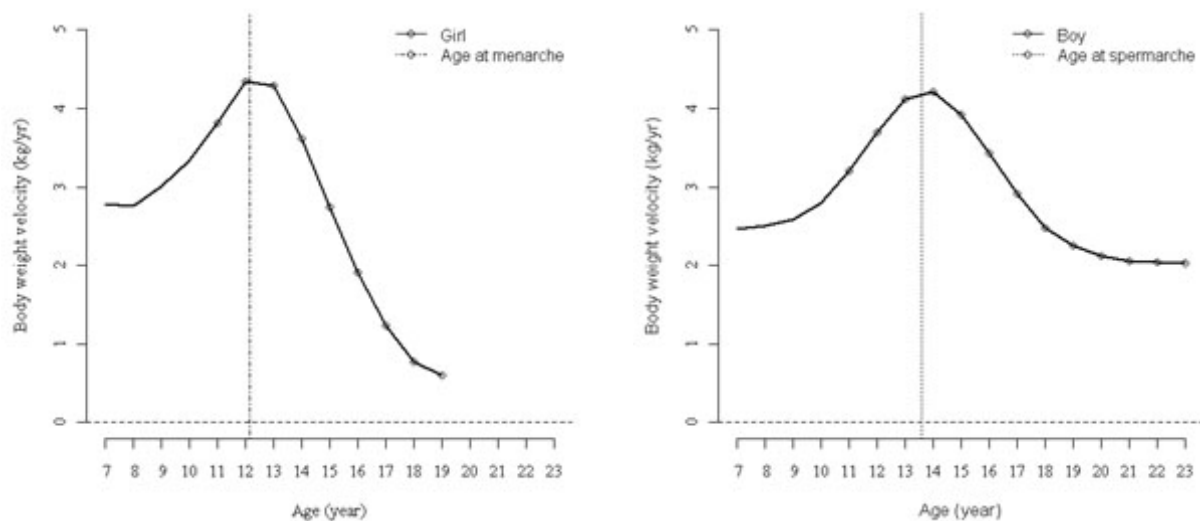 Body weight velocity (kg/yr)
5
4
3
2
1
0
Girl
Age at menarche
7 8 9 10 11 12 13 14 15 16 17 18 19 20 21 22 23
Age (year)
Body weight velocity (kg/yr)
5
4
3
2
1
0
Boy
Age at spermarche
7 8 9 10 11 12 13 14 15 16 17 18 19 20 21 22 23
Age (year)